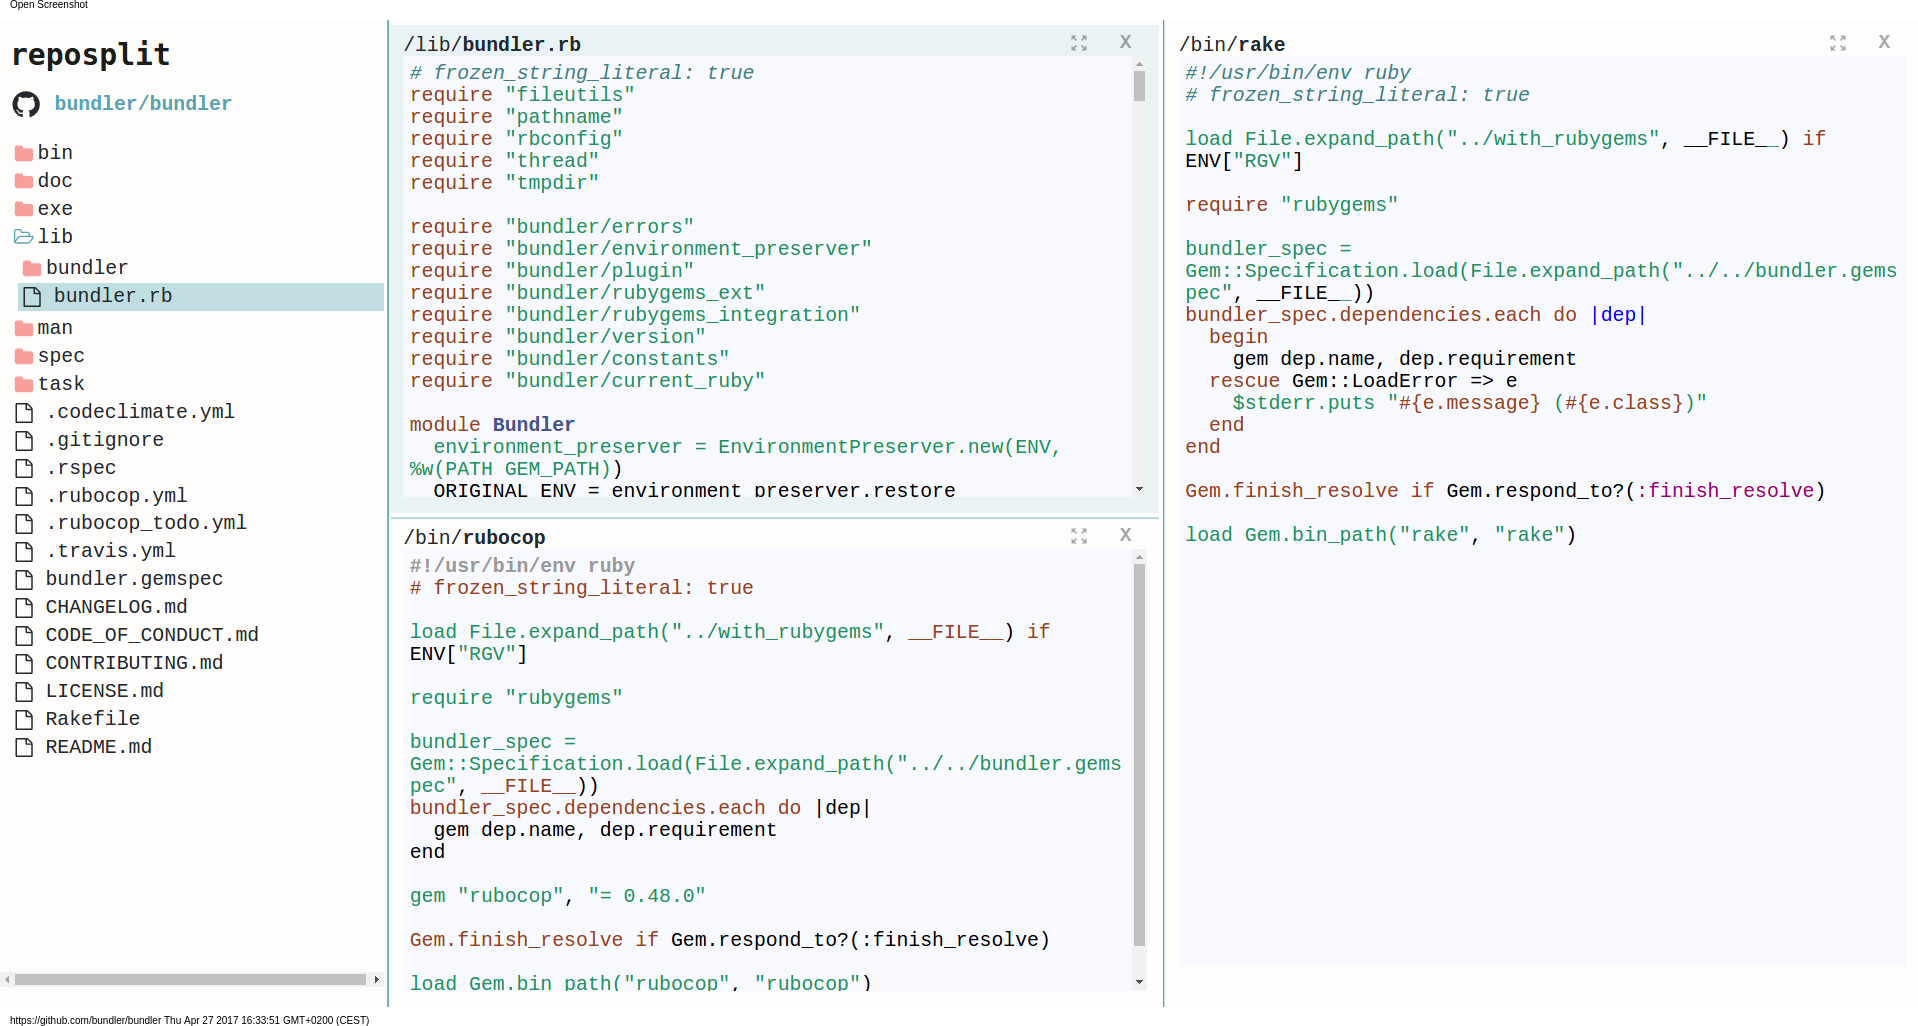 Open Screenshot
reposplit
bundler/bundler
bin
doc
exe
lib
bundler
bundler.rb
man
spec
task
.codeclimate.yml
.gitignore
.rspec
.rubocop.yml
.rubocop_todo.yml
.travis.yml
bundler.gemspec
CHANGELOG.md
CODE_OF_CONDUCT.md
CONTRIBUTING.md
LICENSE.md
Rakefile
README.md
/lib/bundler.rb X
# frozen_string_literal: true
require "fileutils"
require "pathname"
require "rbconfig"
require "thread"
require "tmpdir"
require "bundler/errors"
require "bundler/environment_preserver"
require "bundler/plugin"
require "bundler/rubygems_ext"
require "bundler/rubygems_integration"
require "bundler/version"
require "bundler/constants"
require "bundler/current_ruby"
module Bundler
  environment_preserver = EnvironmentPreserver.new(ENV,
%w(PATH GEM_PATH))
  ORIGINAL_ENV = environment_preserver.restore
/bin/rubocop X
#!/usr/bin/env ruby
# frozen_string_literal: true
load File.expand_path("../with_rubygems", __FILE__) if
ENV["RGV"]
require "rubygems"
bundler_spec =
Gem::Specification.load(File.expand_path("../../bundler.gems
pec", __FILE__))
bundler_spec.dependencies.each do |dep|
  gem dep.name, dep.requirement
end
gem "rubocop", "= 0.48.0"
Gem.finish_resolve if Gem.respond_to?(:finish_resolve)
load Gem.bin_path("rubocop", "rubocop")
/bin/rake X
#!/usr/bin/env ruby
# frozen_string_literal: true
load File.expand_path("../with_rubygems", __FILE__) if
ENV["RGV"]
require "rubygems"
bundler_spec =
Gem::Specification.load(File.expand_path("../../bundler.gems
pec", __FILE__))
bundler_spec.dependencies.each do |dep|
  begin
    gem dep.name, dep.requirement
  rescue Gem::LoadError => e
    $stderr.puts "#{e.message} (#{e.class})"
  end
end
Gem.finish_resolve if Gem.respond_to?(:finish_resolve)
load Gem.bin_path("rake", "rake")
https://github.com/bundler/bundler Thu Apr 27 2017 16:33:51 GMT+0200 (CEST)